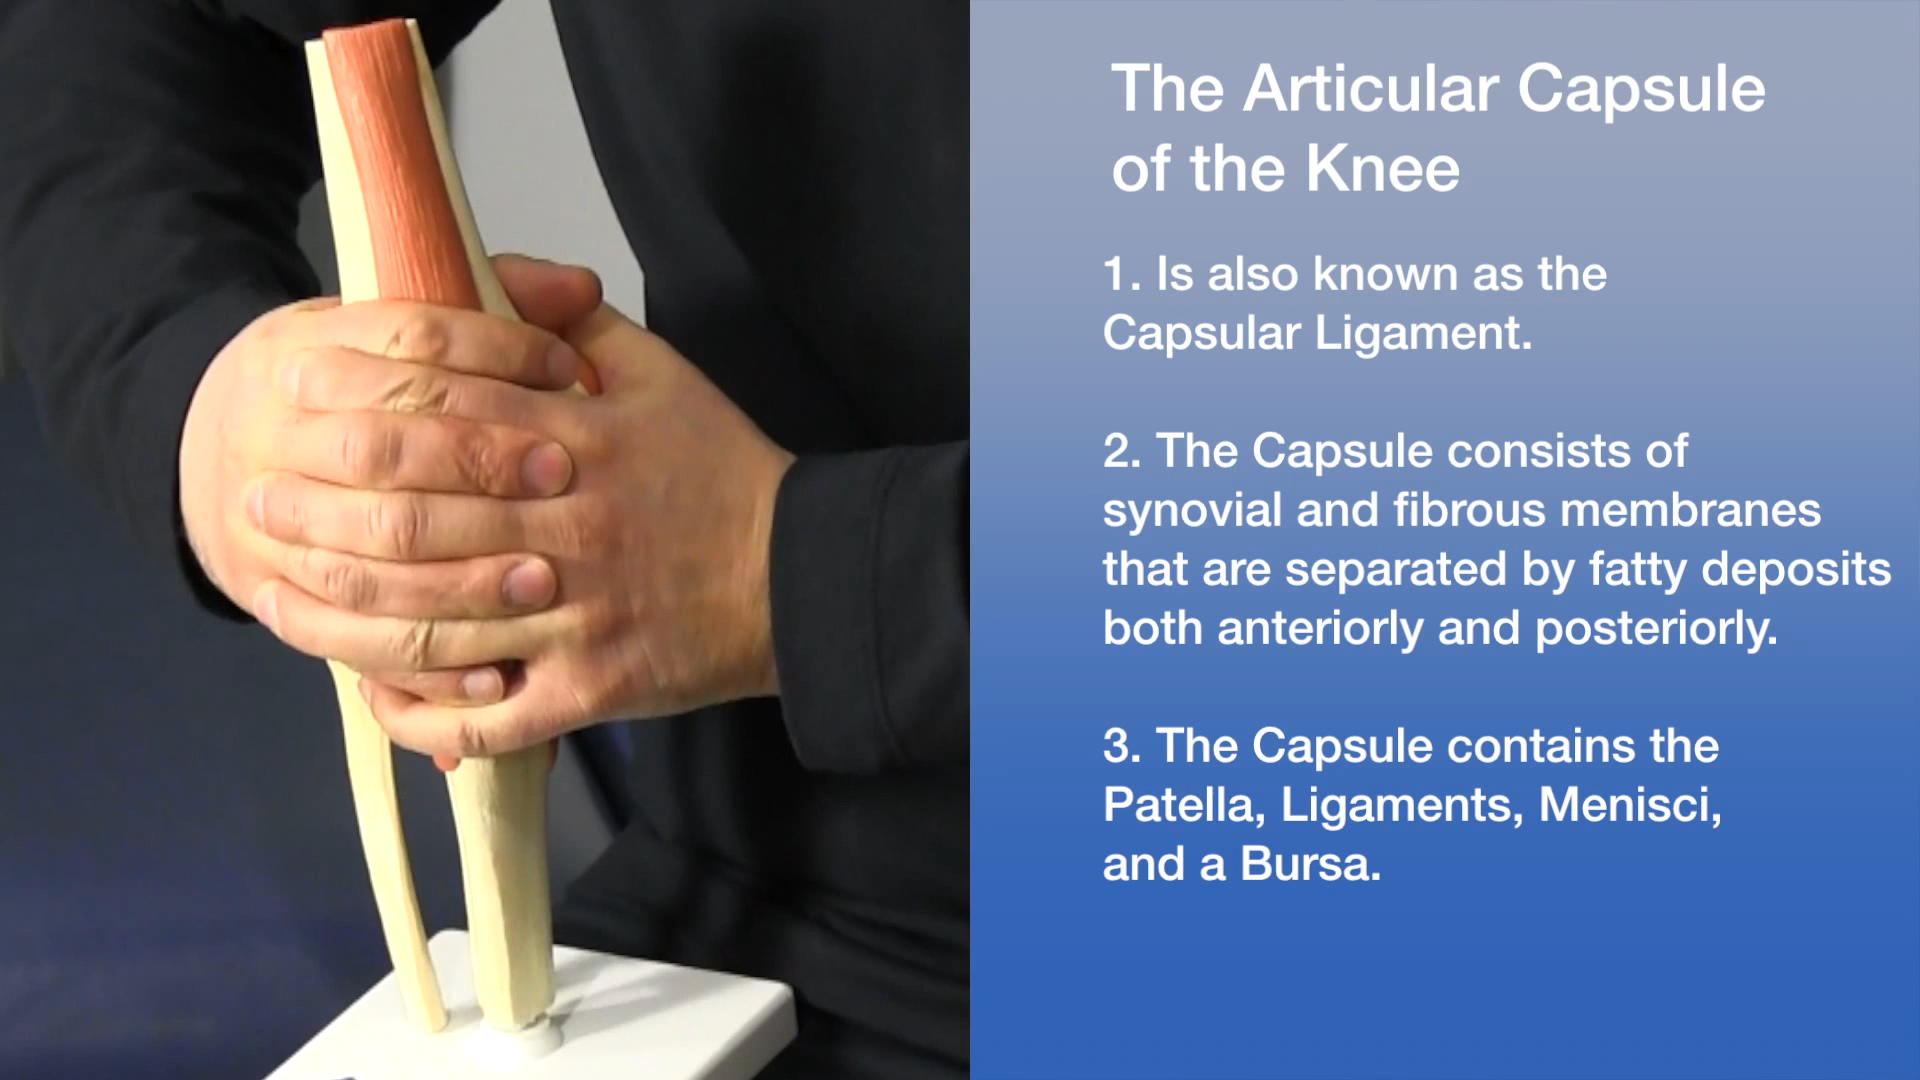 The Articular Capsule
of the Knee
1. Is also known as the
Capsular Ligament.
2. The Capsule consists of
synovial and fibrous membranes
that are separated by fatty deposits
both anteriorly and posteriorly.
3. The Capsule contains the
Patella, Ligaments, Menisci,
and a Bursa.